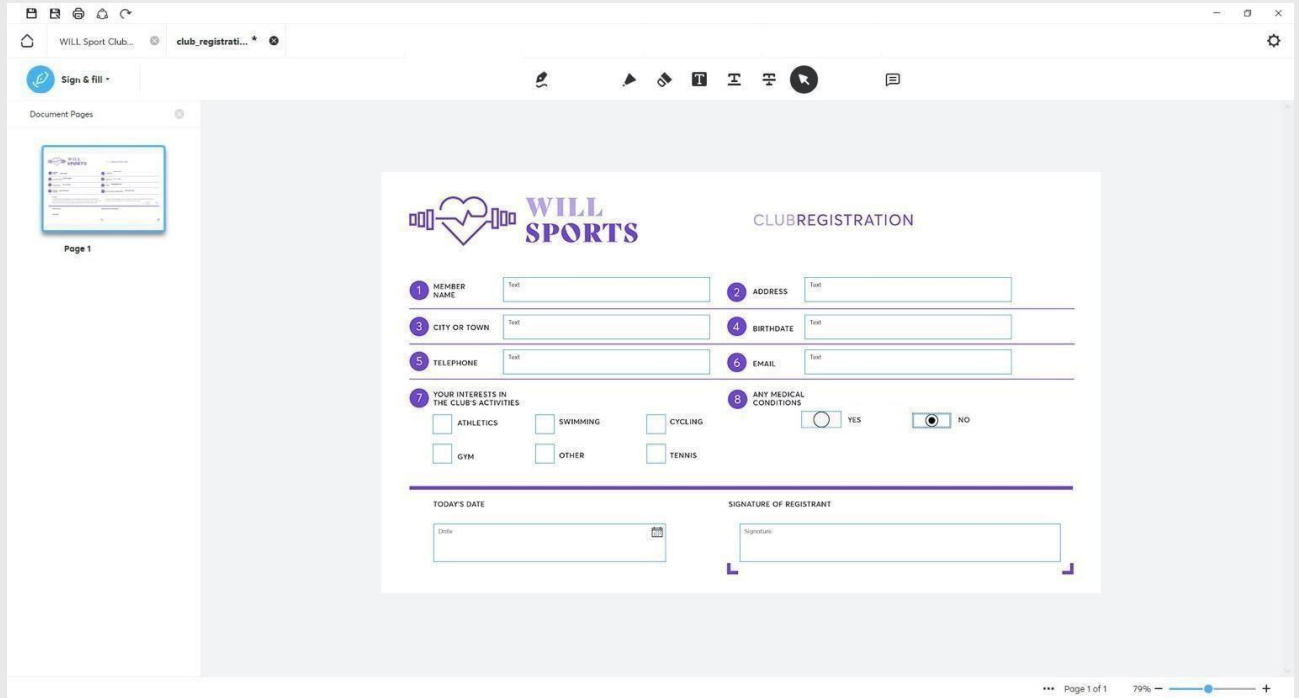 WILL Sport Club...
club_registrati... *
Sign & fill
T
T
T
Document Pages
Page 1
WILL
SPORTS
CLUBREGISTRATION
1 MEMBER
NAME
Text
2 ADDRESS
Text
3 CITY OR TOWN
Text
4 BIRTHDATE
Text
5 TELEPHONE
Text
6 EMAIL
Text
7 YOUR INTERESTS IN
THE CLUB'S ACTIVITIES
8 ANY MEDICAL
CONDITIONS
ATHLETICS
SWIMMING
CYCLING
YES
NO
GYM
OTHER
TENNIS
TODAY'S DATE
SIGNATURE OF REGISTRANT
Date
Signature
Page 1 of 1
79%